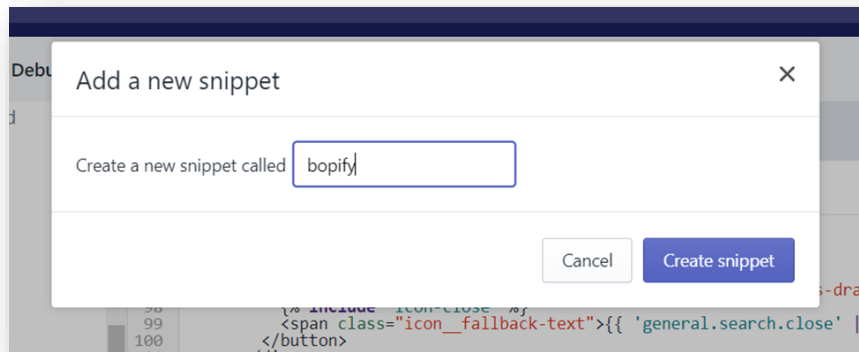 Debu
Add a new snippet
d
Create a new snippet called bopify
Cancel Create snippet
s-dra
98 {% include 'icon-close' %}
99 <span class="icon__fallback-text">{{ 'general.search.close' |
100 </button>